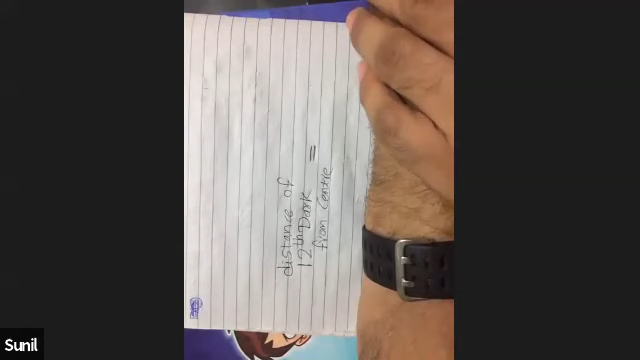 distance of
12th Dark =
from Centre
Sunil